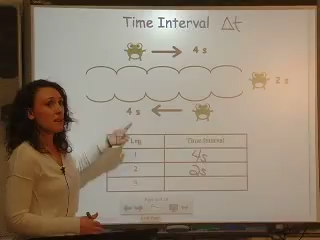 Time Interval Δt
4 s
2 s
4 s
Leg Time Interval
1 4s
2 2s
3